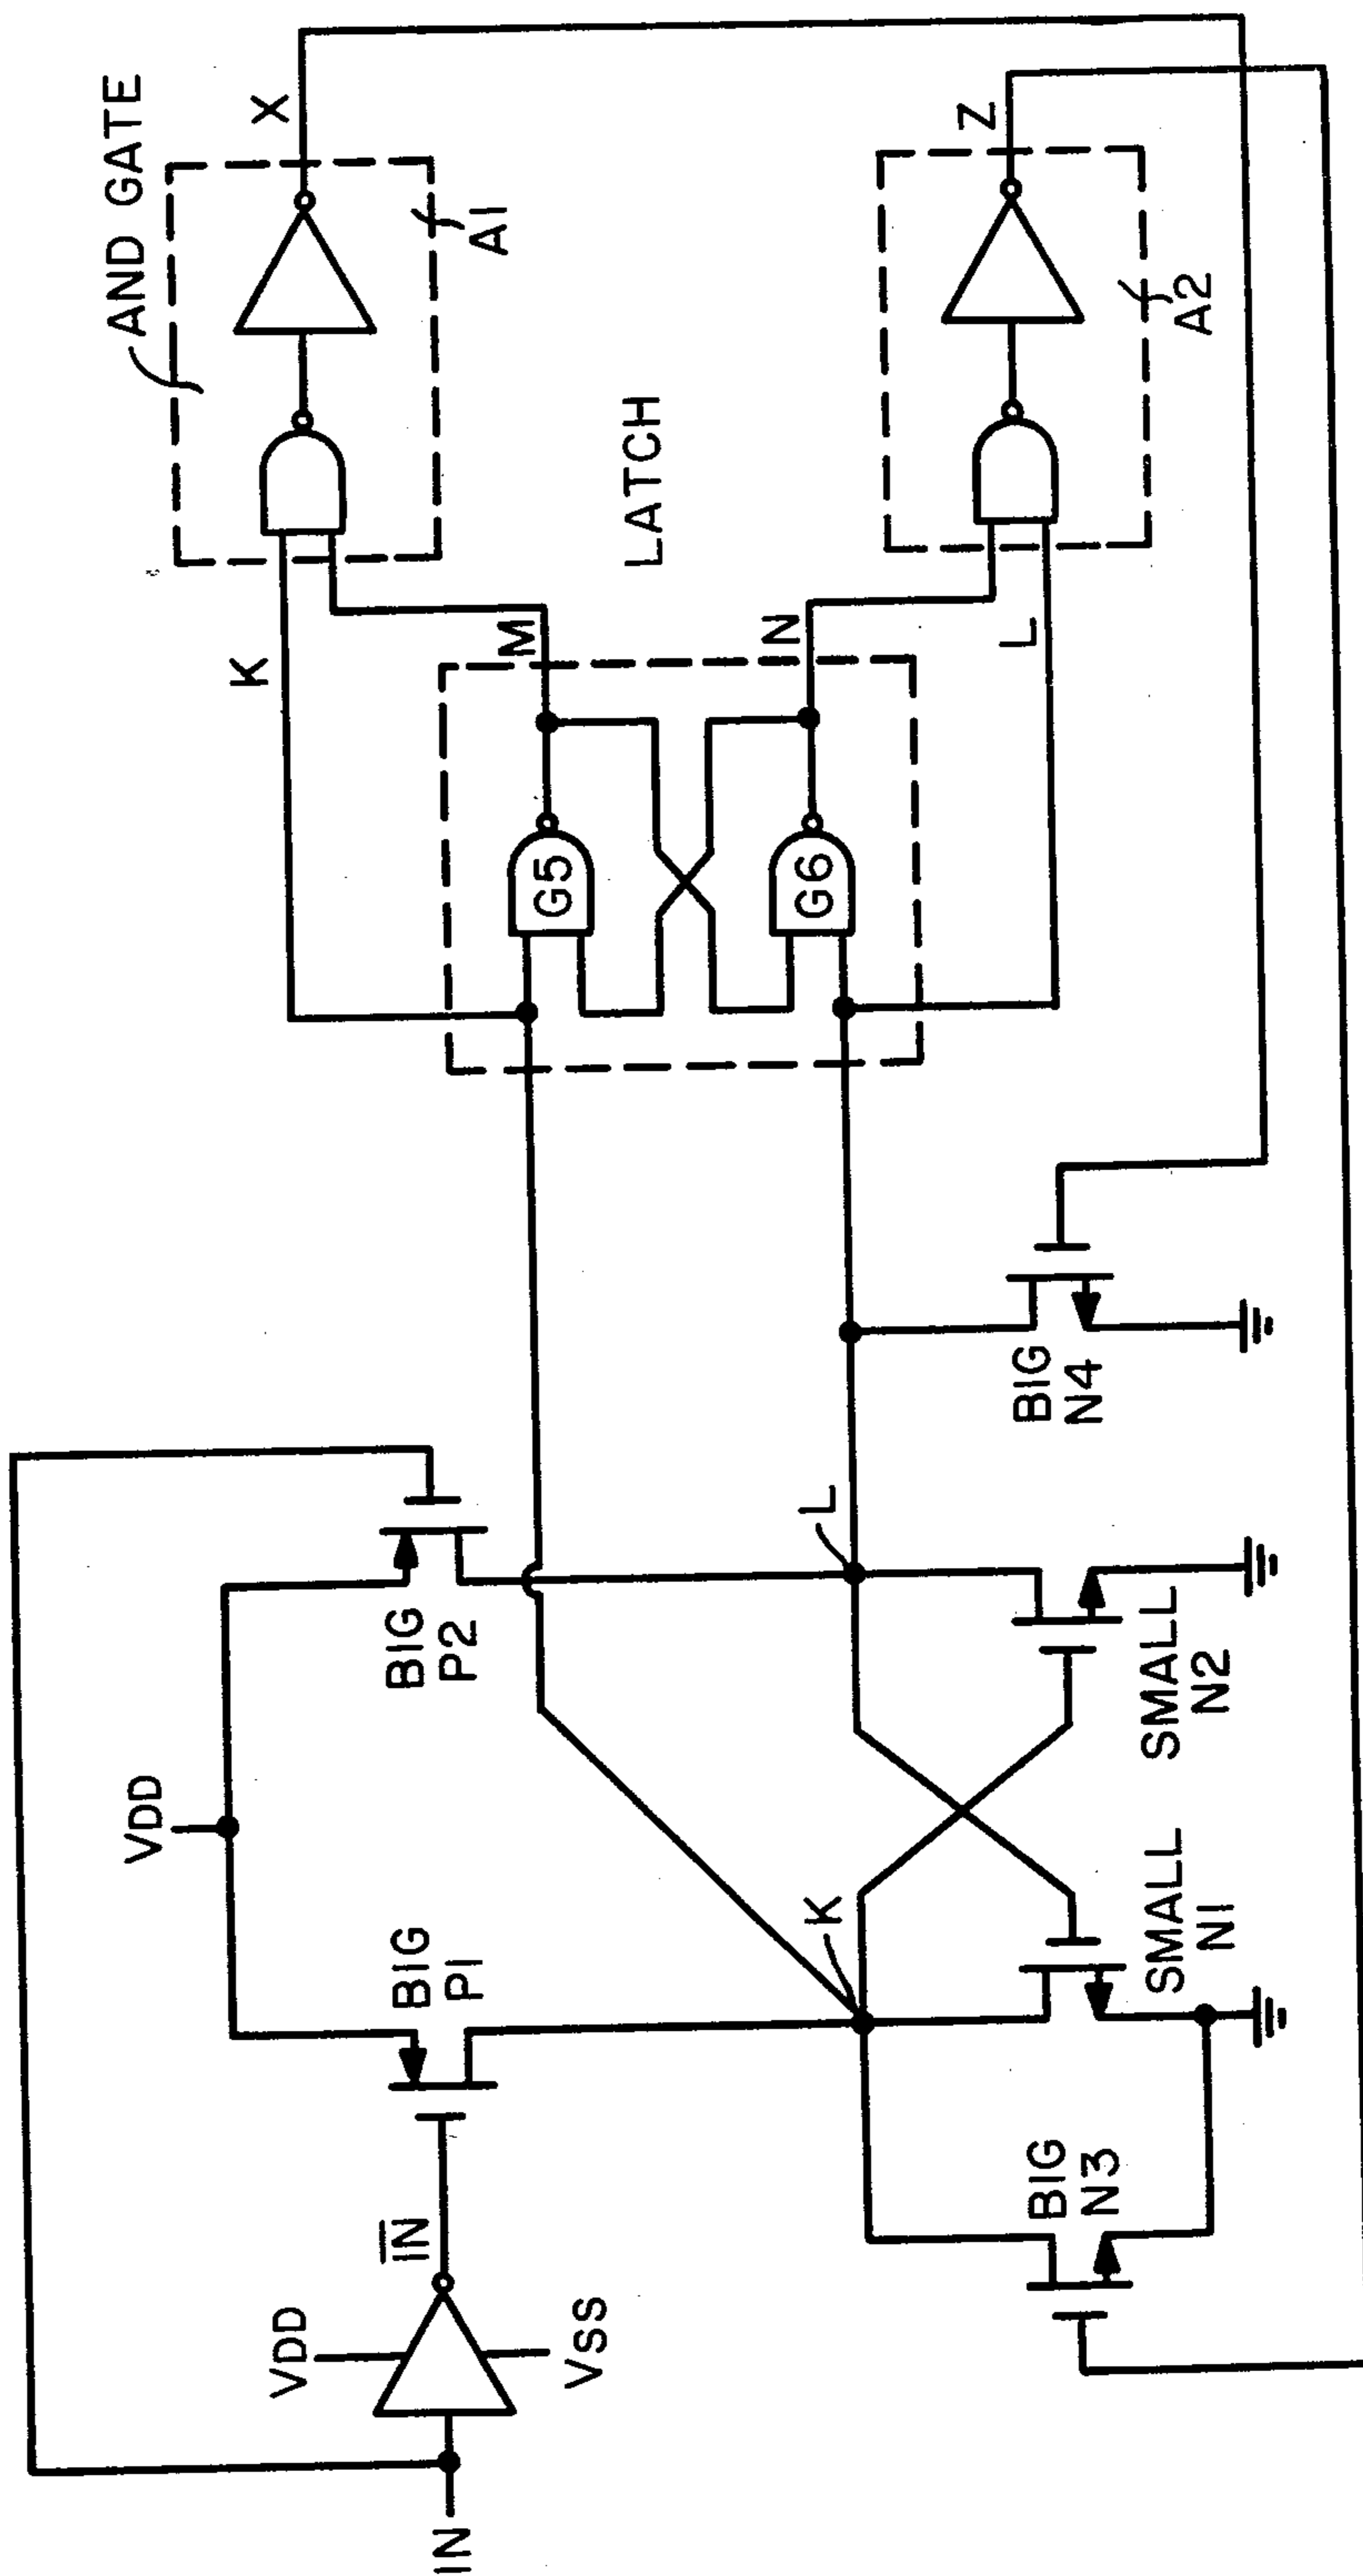 AND GATE
X
A1
K
M
LATCH
N
L
Z
A2
G5
G6
VDD
BIG
P1
BIG
P2
IN
IN
VDD
VSS
K
L
BIG
N3
SMALL
N1
SMALL
N2
BIG
N4